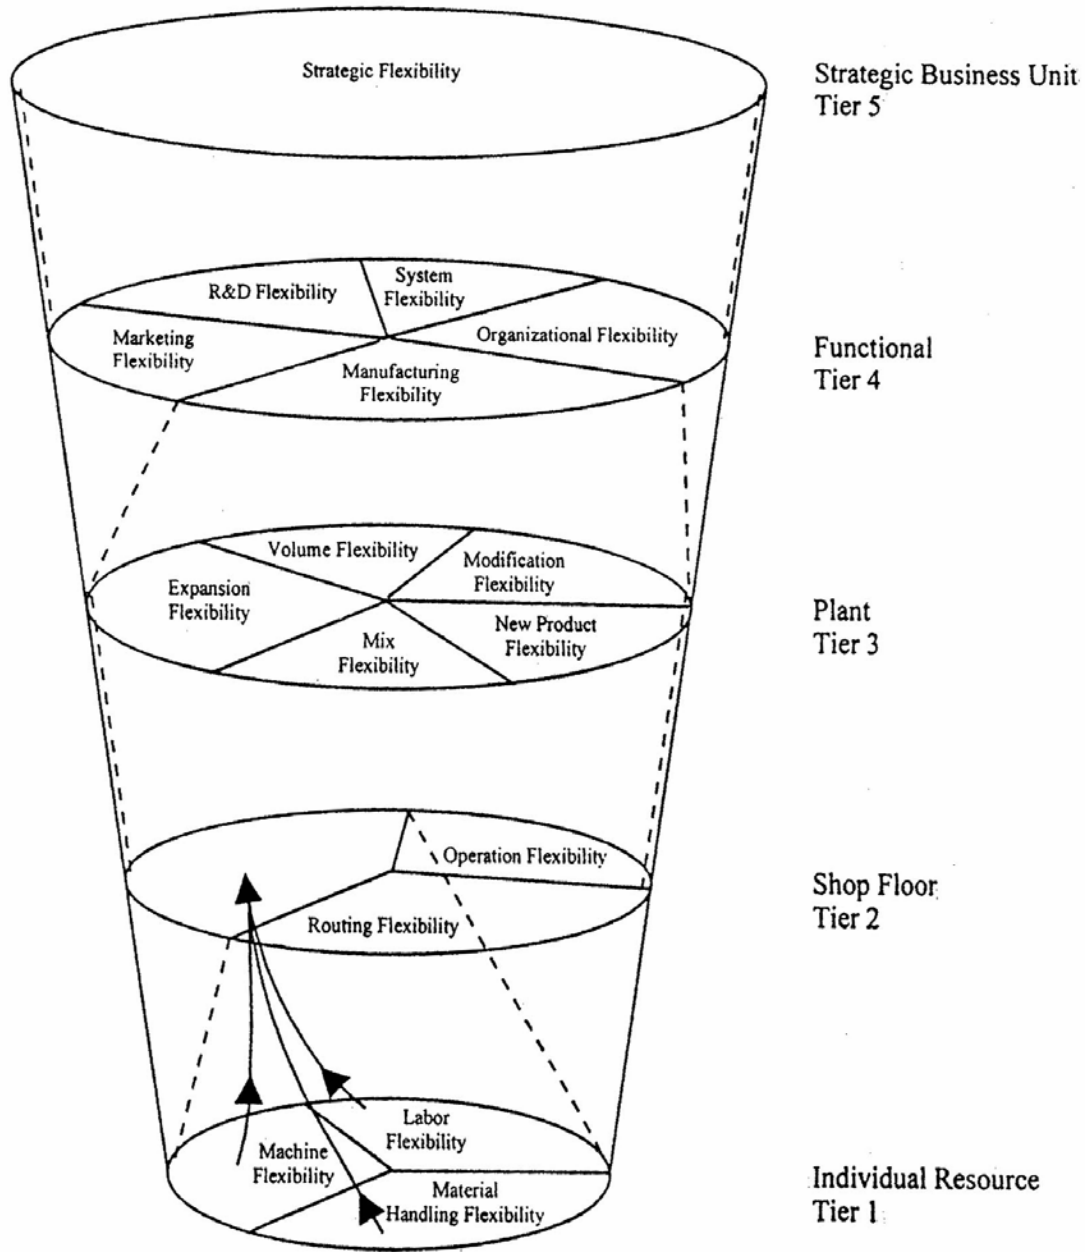 Strategic Flexibility
Strategic Business Unit
Tier 5
R&D Flexibility
System
Flexibility
Organizational Flexibility
Marketing
Flexibility
Manufacturing
Flexibility
Functional
Tier 4
Volume Flexibility
Modification
Flexibility
Expansion
Flexibility
Mix
Flexibility
New Product
Flexibility
Plant
Tier 3
Operation Flexibility
Routing Flexibility
Shop Floor
Tier 2
Labor
Flexibility
Machine
Flexibility
Material
Handling Flexibility
Individual Resource
Tier 1